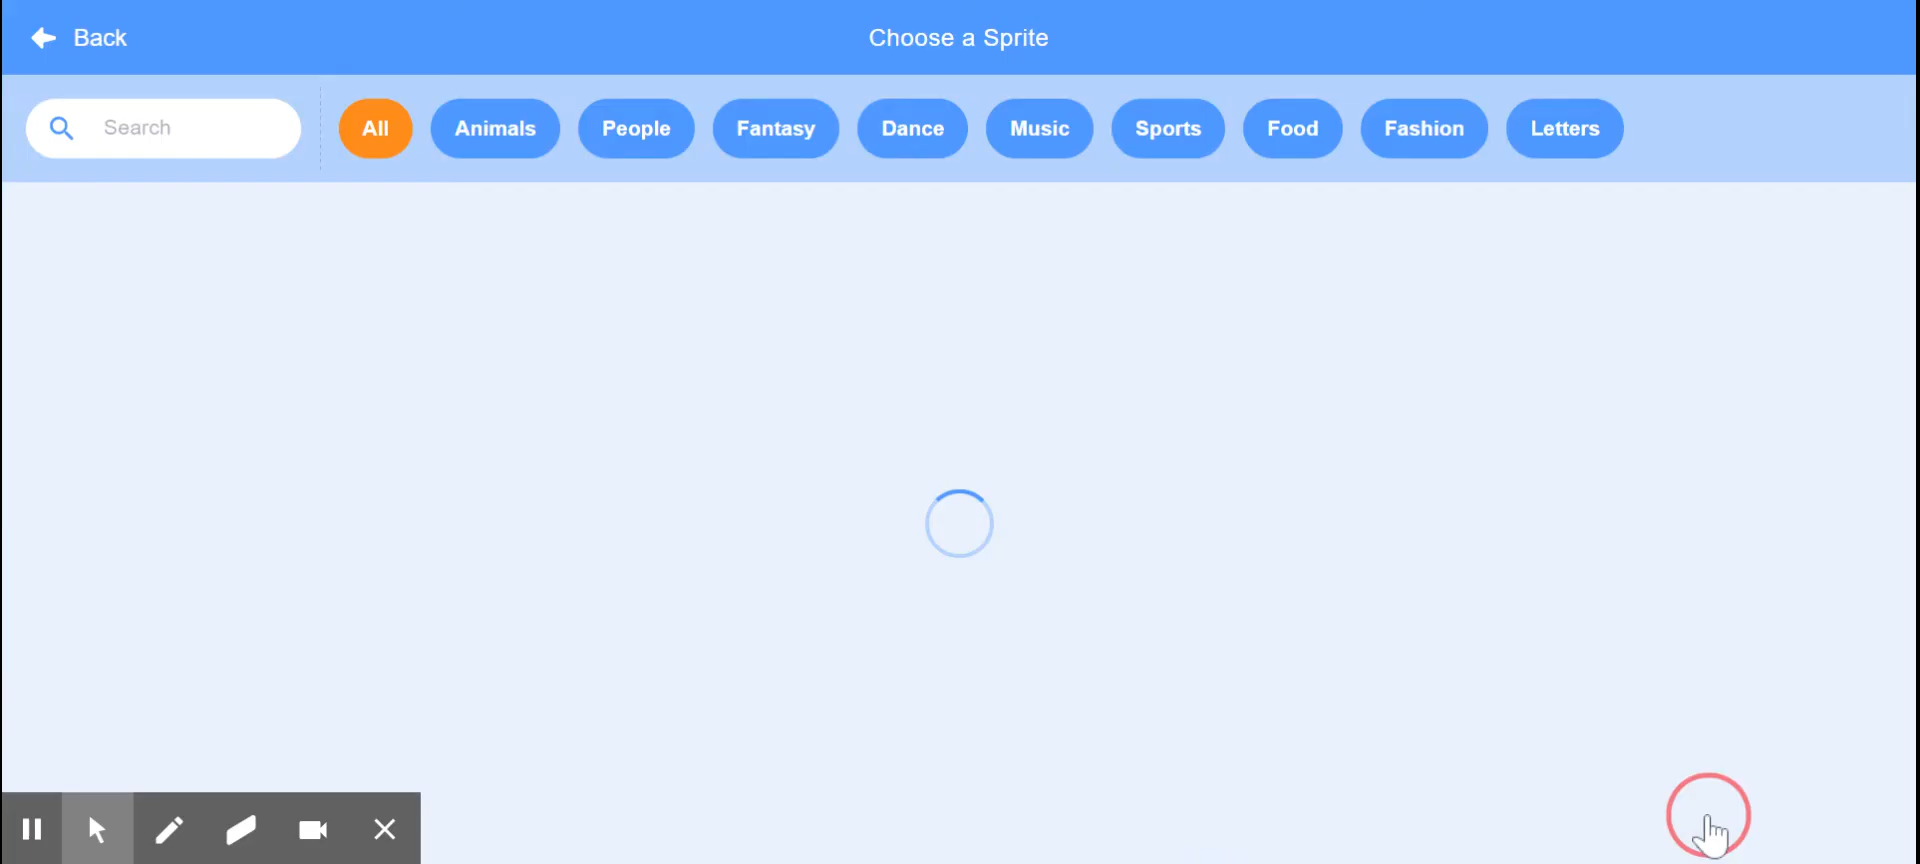 Back
Choose a Sprite
Search
All
Animals
People
Fantasy
Dance
Music
Sports
Food
Fashion
Letters